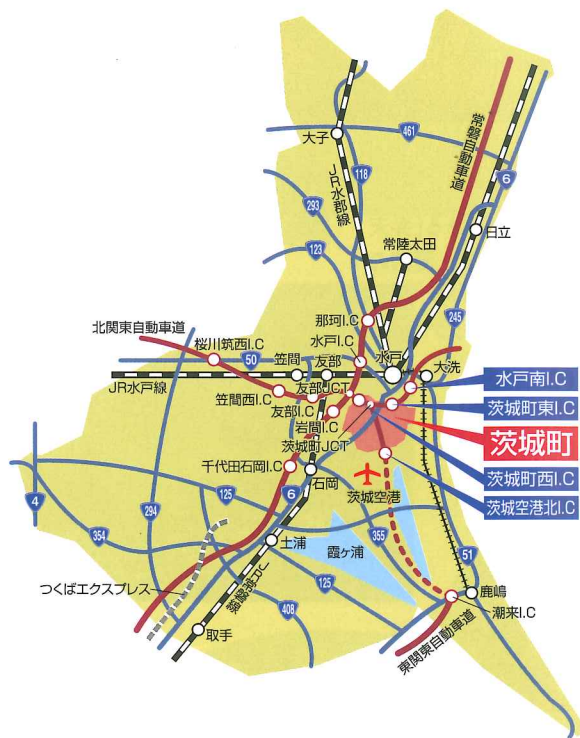 大子
461
常磐自動車道
118
JR水郡線
6
293
常陸太田
日立
123
那珂I.C
245
北関東自動車道
水戸I.C
桜川筑西I.C
笠間
友部
水戸
50
大洗
友部JCT
水戸南I.C
JR水戸線
笠間西I.C
友部I.C
茨城町東I.C
岩間I.C
茨城町
茨城町JCT
千代田石岡I.C
石岡
茨城町西I.C
6
茨城空港
茨城空港北I.C
4
125
294
354
土浦
霞ヶ浦
355
51
つくばエクスプレス
JR常磐線
125
鹿嶋
408
潮来I.C
取手
東関東自動車道